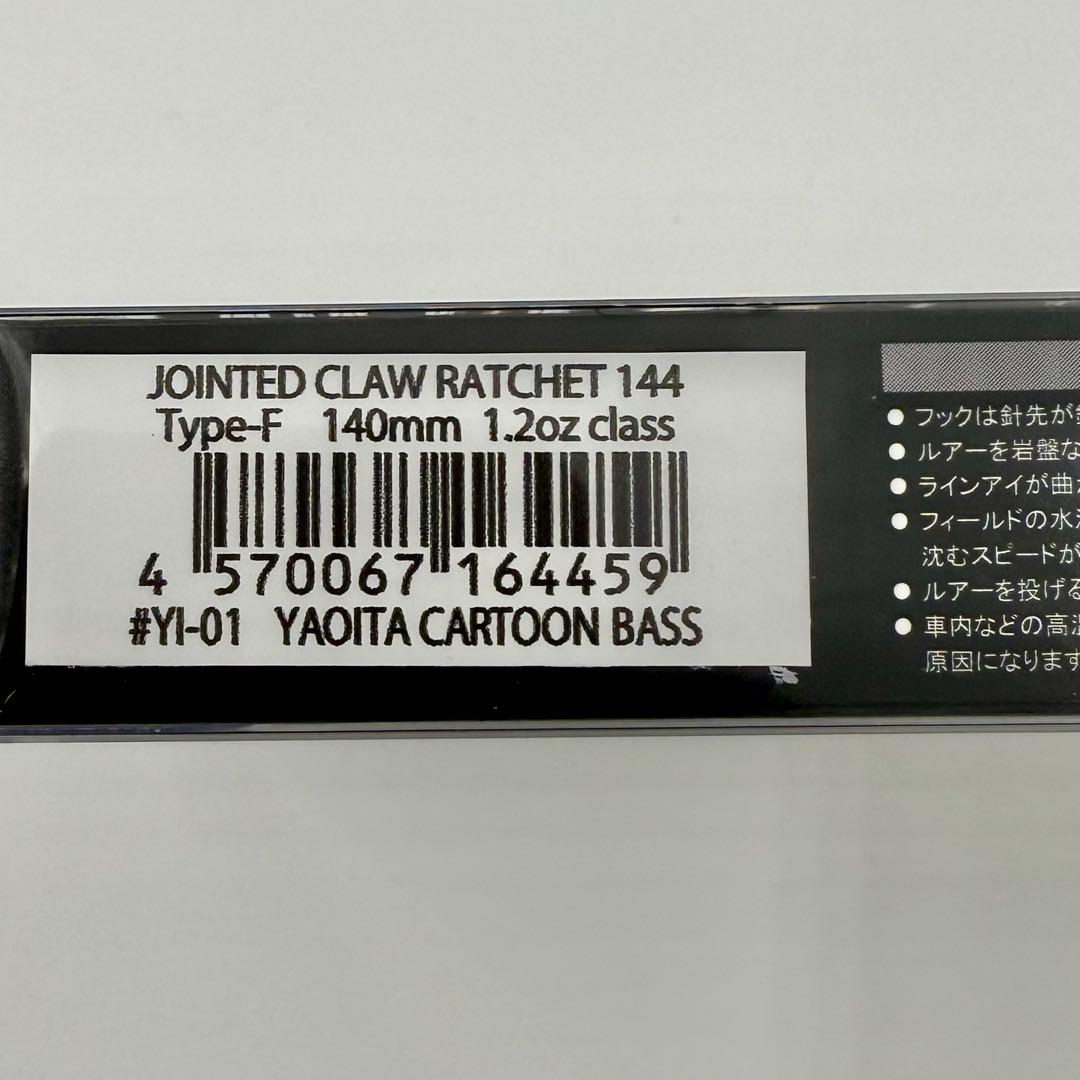 JOINTED CLAW RATCHET 144
Type-F 140mm 1.2oz class
4 570067 164459
#YI-01 YAOITA CARTOON BASS
● フックは針先が
● ルアーを岩盤な
● ラインアイが曲
● フィールドの水
沈むスピードが
● ルアーを投げる
● 車内などの高温
原因になります